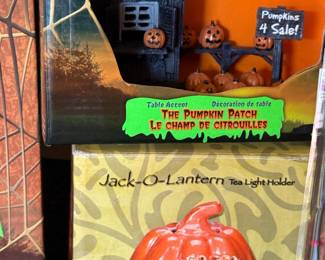 Pumpkins
4 Sale!
Table Accent Décoration de table
The Pumpkin Patch
Le champ de citrouilles
Jack-O-Lantern Tea Light Holder